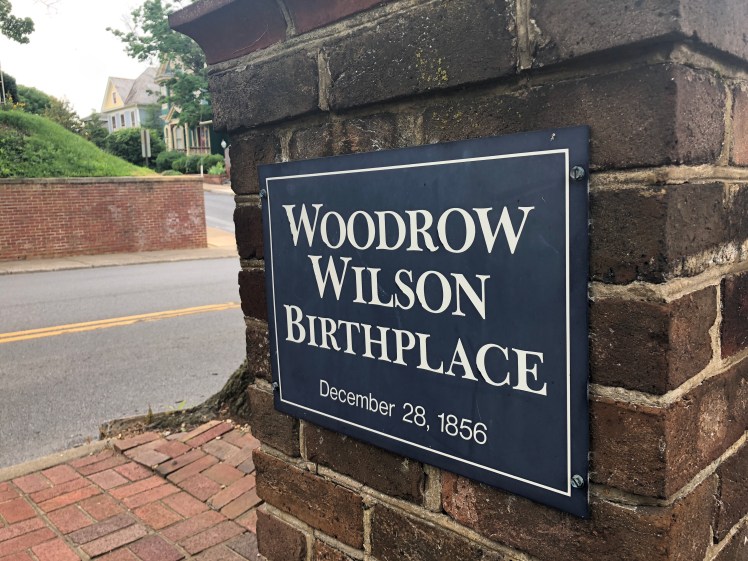 Woodrow
Wilson
Birthplace
December 28, 1856